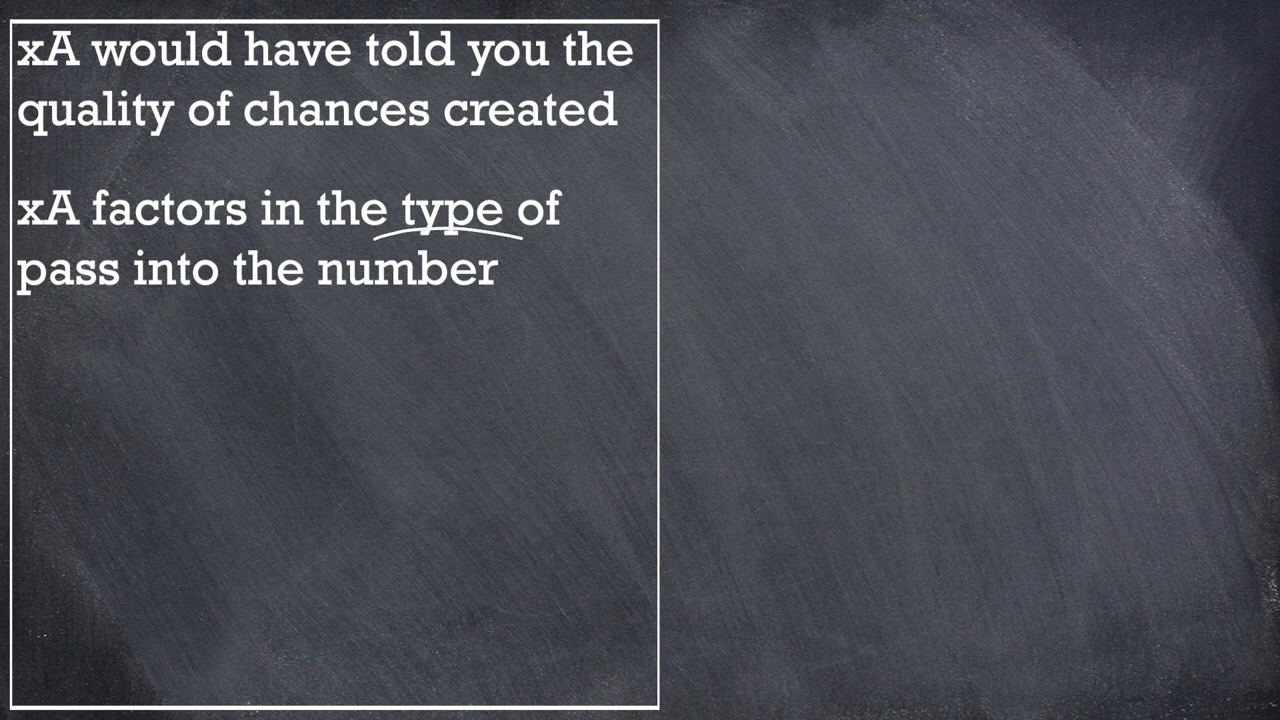 xA would have told you the
quality of chances created
xA factors in the type of
pass into the number